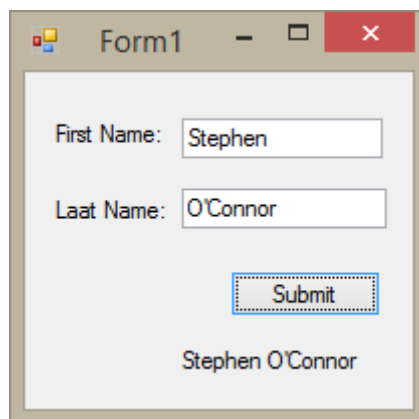 Form1
First Name: Stephen
Laat Name: O'Connor
Submit
Stephen O'Connor